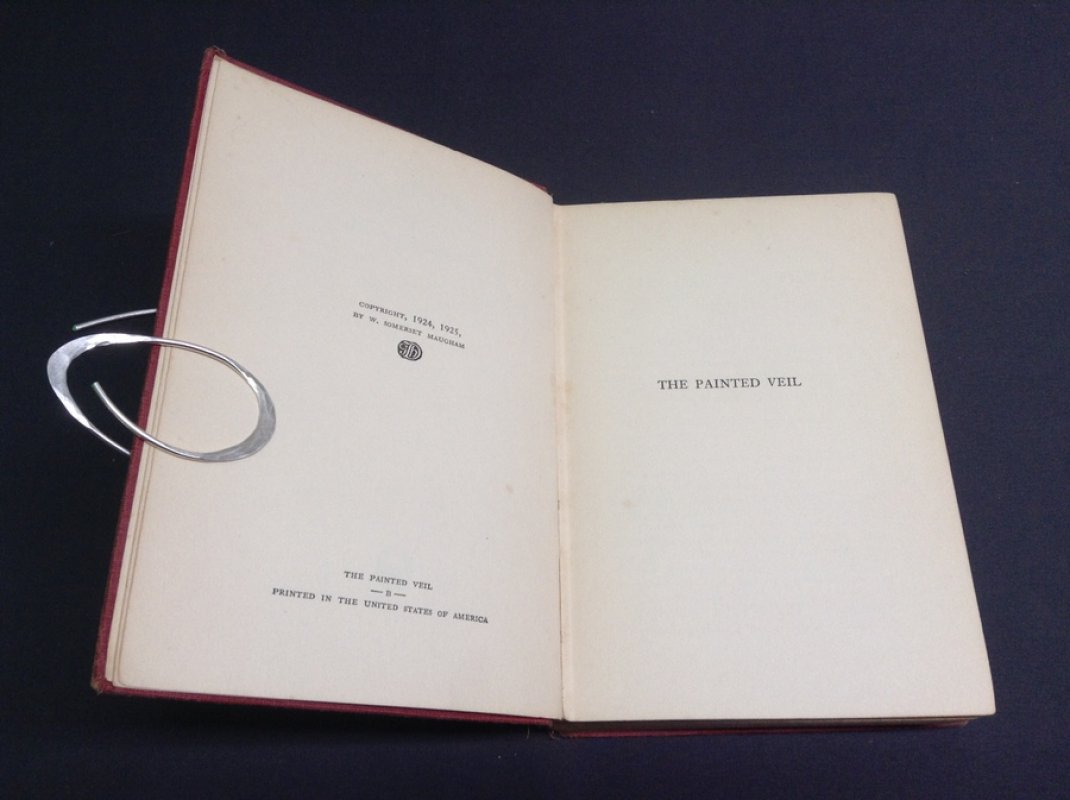 COPYRIGHT, 1924, 1925,
BY W. SOMERSET MAUGHAM
THE PAINTED VEIL
— B —
PRINTED IN THE UNITED STATES OF AMERICA
THE PAINTED VEIL